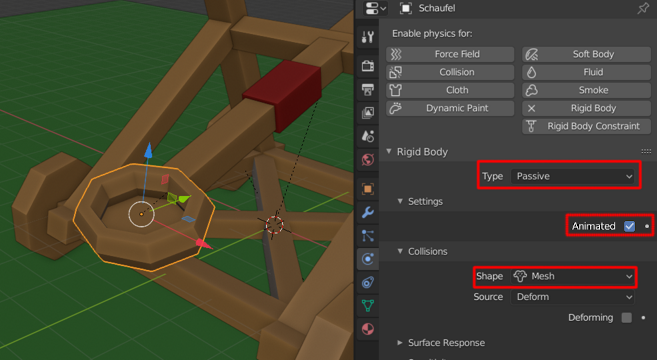 Schaufel
Enable physics for:
Force Field
Soft Body
Collision
Fluid
Cloth
Smoke
Dynamic Paint
Rigid Body
Rigid Body Constraint
Rigid Body
Type Passive
Settings
Animated
Collisions
Shape Mesh
Source Deform
Deforming
Surface Response